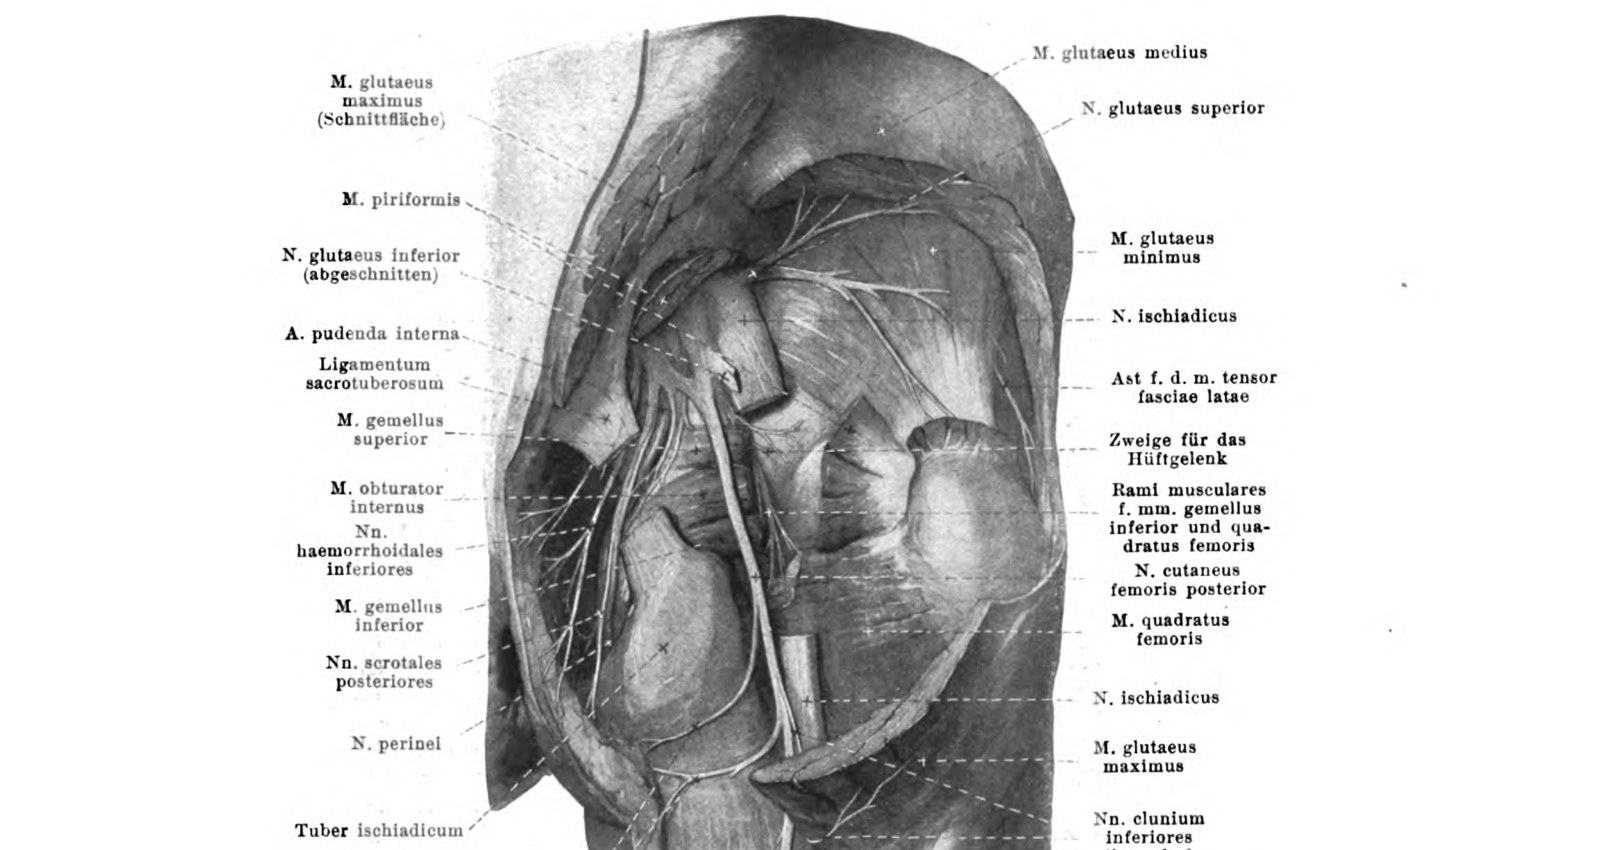 M. glutaeus
maximus
(Schnittfläche)
M. piriformis
N. glutaeus inferior
(abgeschnitten)
A. pudenda interna
Ligamentum
sacrotuberosum
M. gemellus
superior
M. obturator
internus
Nn.
haemorrhoidales
inferiores
M. gemellus
inferior
Nn. scrotales
posteriores
N. perinei
Tuber ischiadicum
M. glutaeus medius
N. glutaeus superior
M. glutaeus
minimus
N. ischiadicus
Ast f. d. m. tensor
fasciae latae
Zweige für das
Hüftgelenk
Rami musculares
f. mm. gemellus
inferior und qua-
dratus femoris
N. cutaneus
femoris posterior
M. quadratus
femoris
N. ischiadicus
M. glutaeus
maximus
Nn. clunium
inferiores